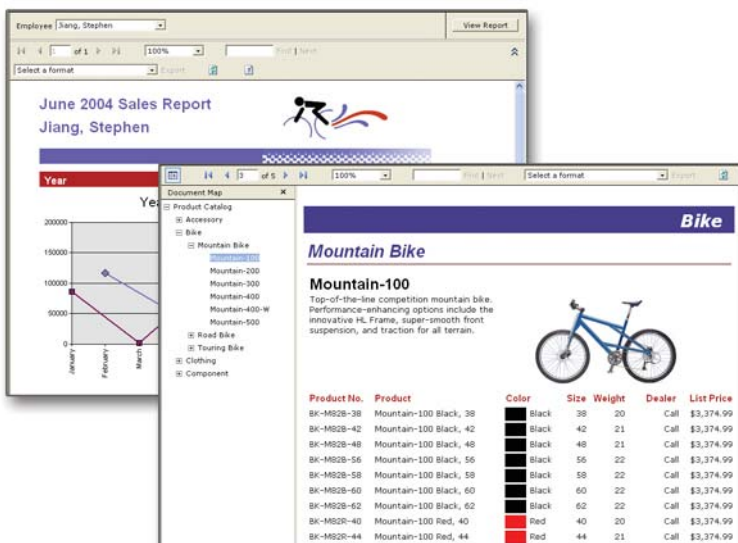 Employee Jiang, Stephen View Report
1 of 1 100% Find | Next
Select a format Export
June 2004 Sales Report
Jiang, Stephen
Year
Yea
200000
150000
100000
50000
0
January
February
March
3 of 5 100% Find | Next Select a format Export
Document Map x
Product Catalog
Accessory
Bike
Mountain Bike
Mountain-100
Mountain-200
Mountain-300
Mountain-400
Mountain-400-W
Mountain-500
Road Bike
Touring Bike
Clothing
Component
Bike
Mountain Bike
Mountain-100
Top-of-the-line competition mountain bike.
Performance-enhancing options include the
innovative HL Frame, super-smooth front
suspension, and traction for all terrain.
Product No. Product Color Size Weight Dealer List Price
BK-M82B-38 Mountain-100 Black, 38 Black 38 20 Call $3,374.99
BK-M82B-42 Mountain-100 Black, 42 Black 42 21 Call $3,374.99
BK-M82B-48 Mountain-100 Black, 48 Black 48 21 Call $3,374.99
BK-M82B-56 Mountain-100 Black, 56 Black 56 22 Call $3,374.99
BK-M82B-58 Mountain-100 Black, 58 Black 58 22 Call $3,374.99
BK-M82B-60 Mountain-100 Black, 60 Black 60 22 Call $3,374.99
BK-M82B-62 Mountain-100 Black, 62 Black 62 22 Call $3,374.99
BK-M82R-40 Mountain-100 Red, 40 Red 40 20 Call $3,374.99
BK-M82R-44 Mountain-100 Red, 44 Red 44 21 Call $3,374.99